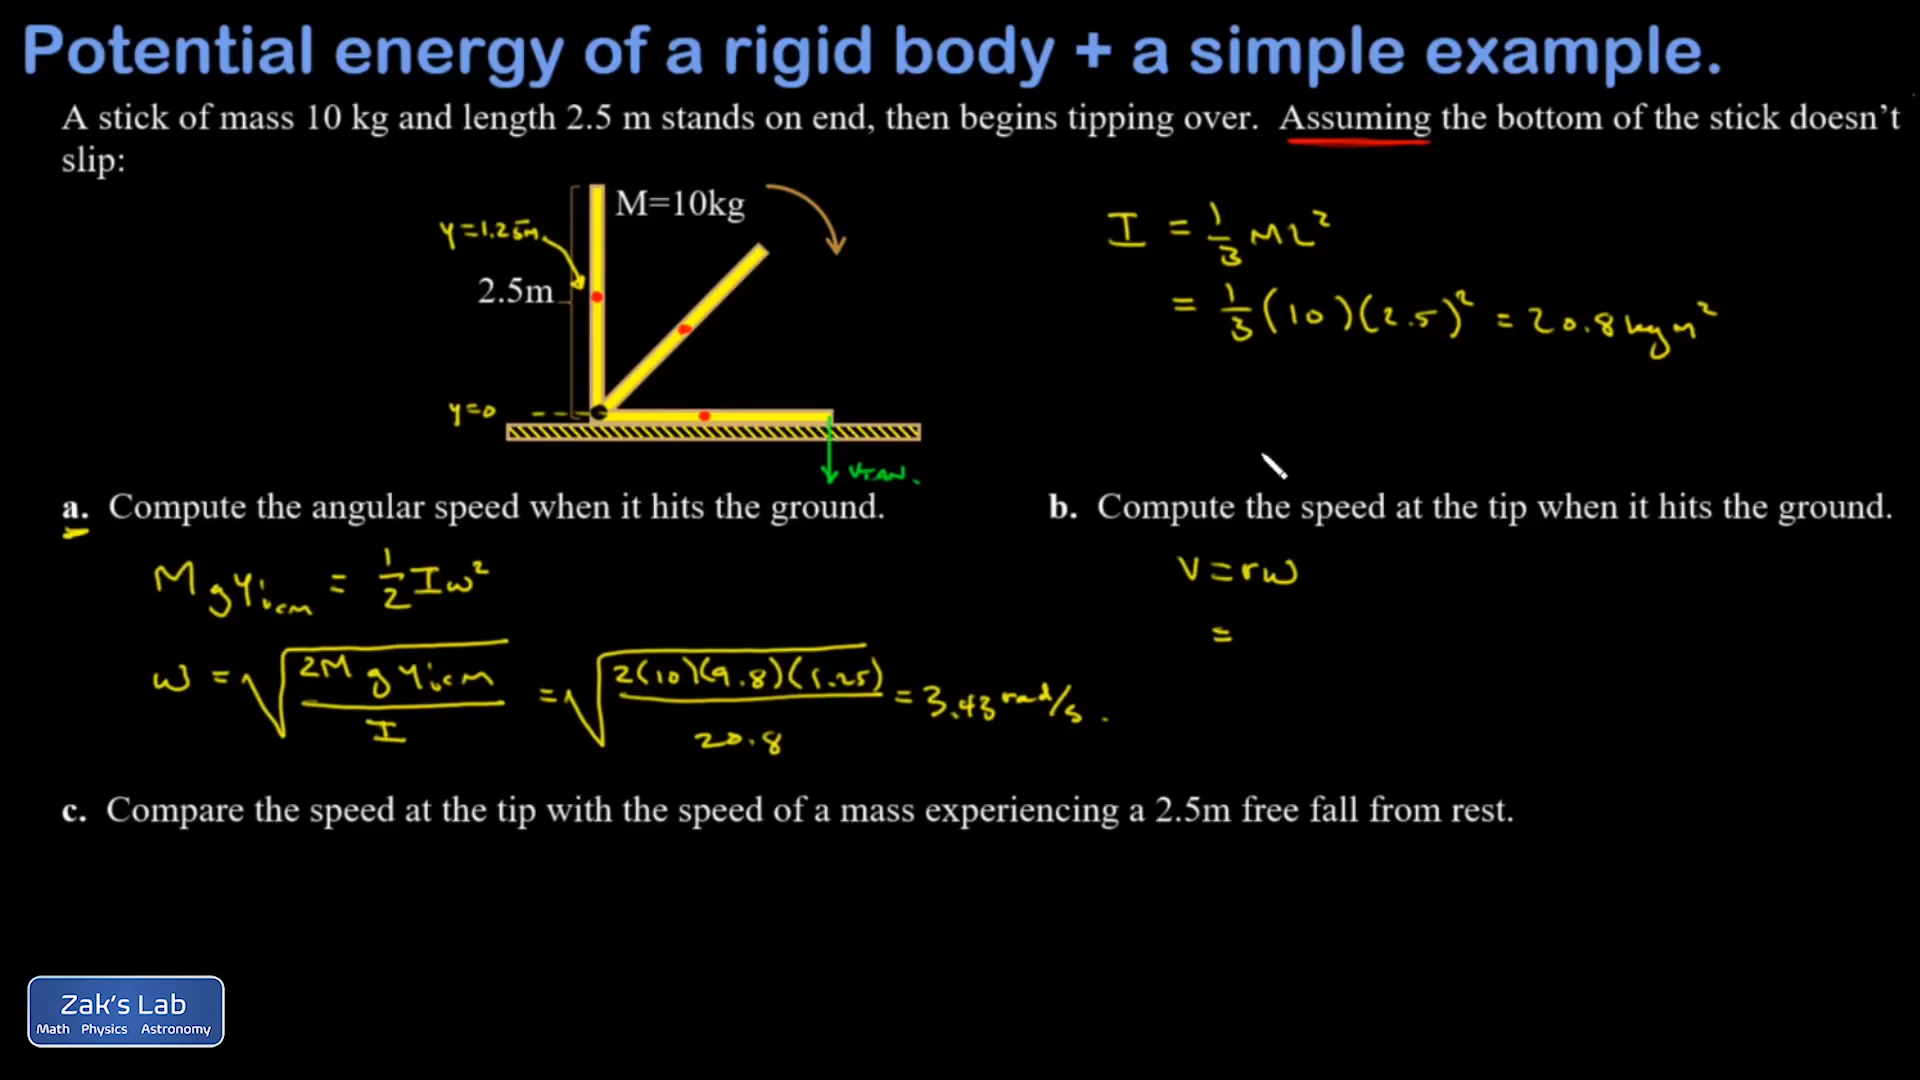 Potential energy of a rigid body + a simple example.
A stick of mass 10 kg and length 2.5 m stands on end, then begins tipping over. Assuming the bottom of the stick doesn't
slip:
M=10kg
y=1.25m
2.5m
y=0
VTAN.
I = 1/3 ML²
= 1/3 (10)(2.5)² = 20.8 kg m²
a. Compute the angular speed when it hits the ground.
Mgy_icm = 1/2 Iω²
ω = √(2Mgy_icm / I) = √(2(10)(9.8)(1.25) / 20.8) = 3.43 rad/s.
b. Compute the speed at the tip when it hits the ground.
V = rω
=
c. Compare the speed at the tip with the speed of a mass experiencing a 2.5m free fall from rest.
Zak's Lab
Math Physics Astronomy